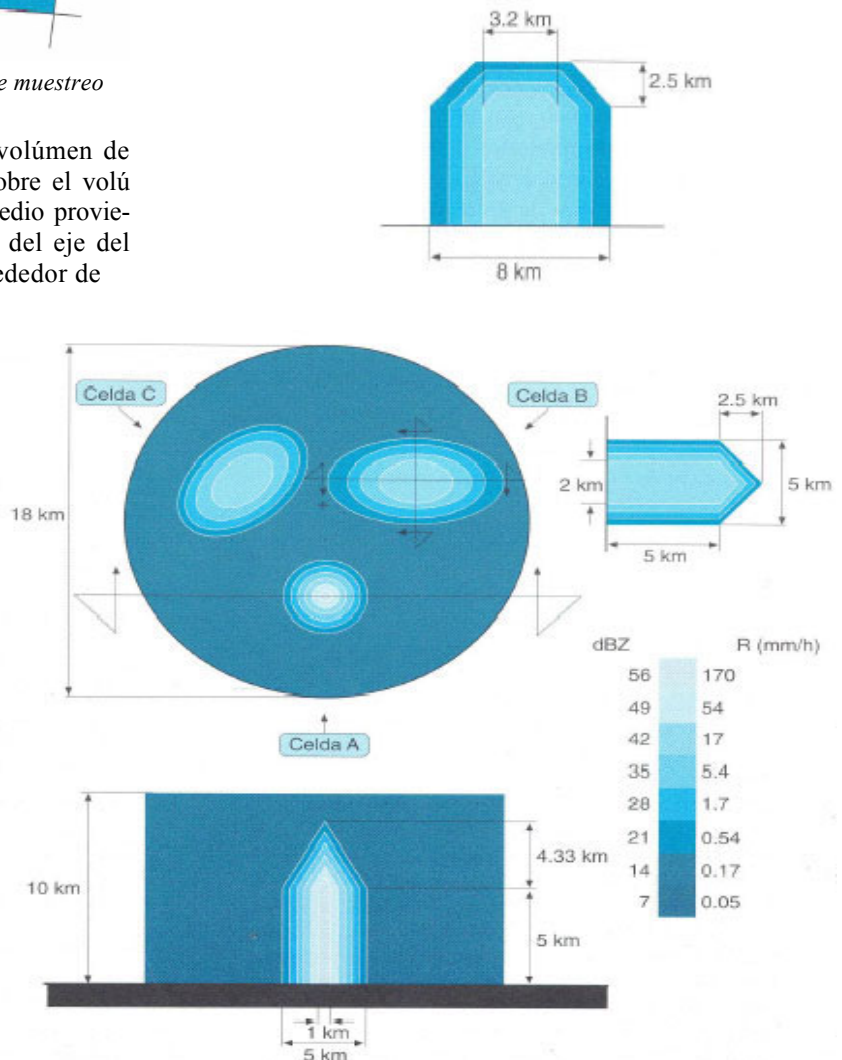 e muestreo
volúmen de
obre el volú
edio provie-
del eje del
ededor de
3.2 km
2.5 km
8 km
Celda C
Celda B
2.5 km
18 km
2 km
5 km
5 km
dBZ R (mm/h)
56 170
49 54
42 17
35 5.4
28 1.7
21 0.54
14 0.17
7 0.05
Celda A
10 km
4.33 km
5 km
1 km
5 km